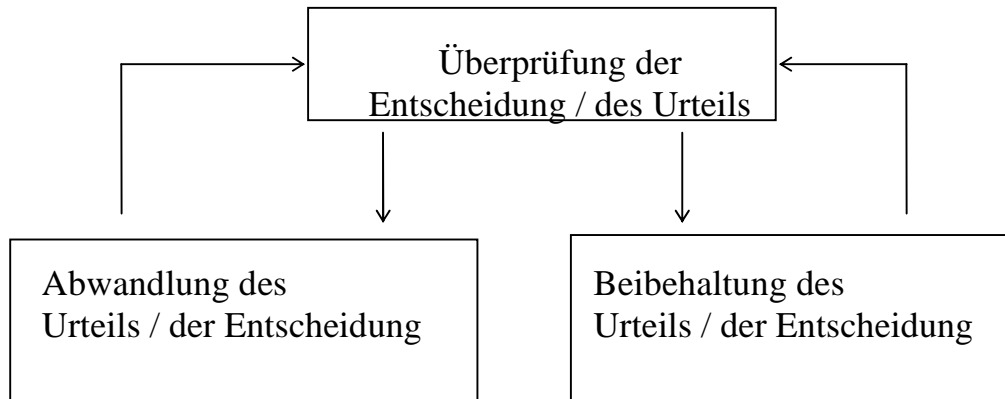 Überprüfung der
Entscheidung / des Urteils
Abwandlung des
Urteils / der Entscheidung
Beibehaltung des
Urteils / der Entscheidung